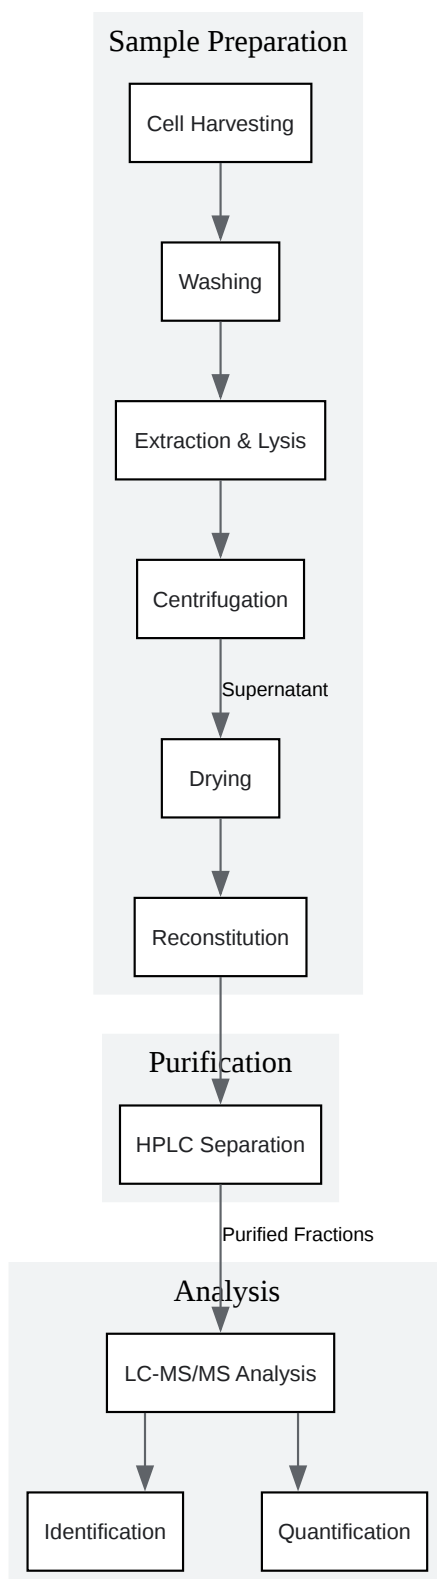 Sample Preparation
Cell Harvesting
Washing
Extraction & Lysis
Centrifugation
Supernatant
Drying
Reconstitution
Purification
HPLC Separation
Purified Fractions
Analysis
LC-MS/MS Analysis
Identification
Quantification